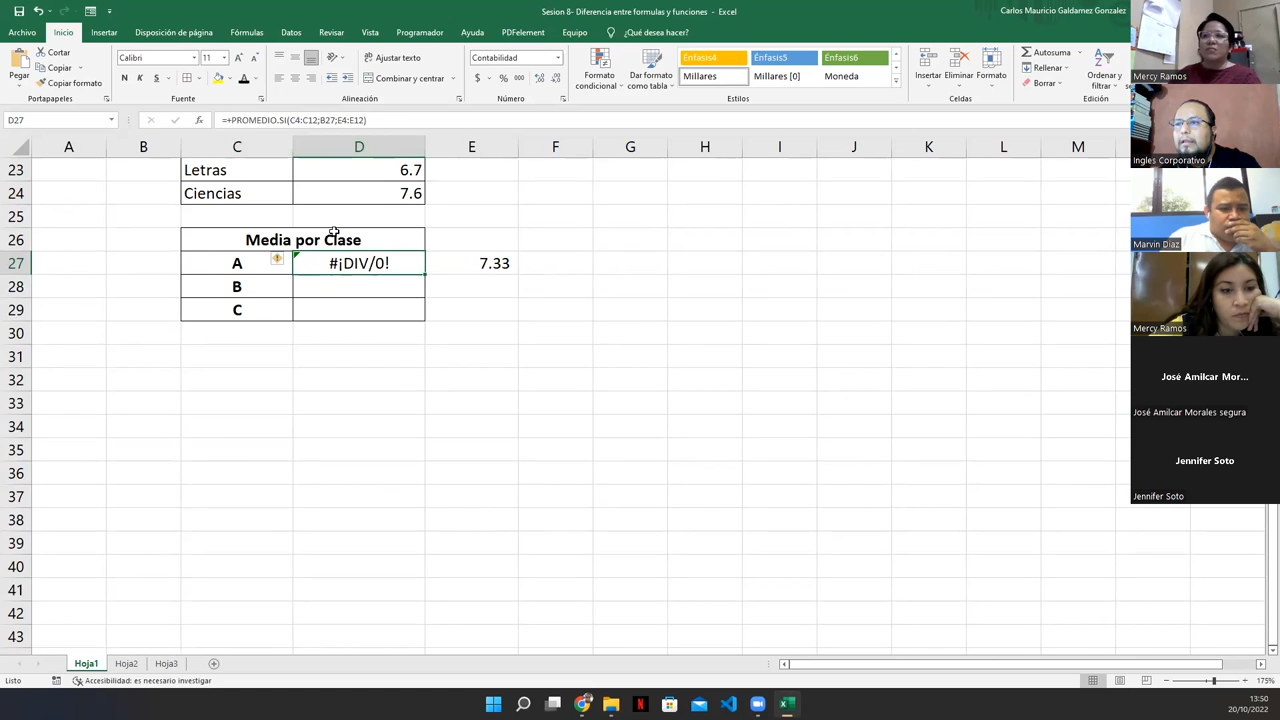 Sesion 8- Diferencia entre formulas y funciones - Excel
Carlos Mauricio Galdamez Gonzalez
Archivo Inicio Insertar Disposición de página Fórmulas Datos Revisar Vista Programador Ayuda PDFelement Equipo ¿Qué desea hacer?
Pegar
Cortar
Copiar
Copiar formato
Portapapeles
Calibri 11
N K S
Fuente
Ajustar texto
Combinar y centrar
Alineación
Contabilidad
$ % 000
Número
Formato condicional
Dar formato como tabla
Énfasis4 Énfasis5 Énfasis6
Millares Millares [0] Moneda
Estilos
Insertar Eliminar Formato
Celdas
Autosuma
Rellenar
Borrar
Ordenar y filtrar
Edición
D27 fx =+PROMEDIO.SI(C4:C12;B27;E4:E12)
A B C D E F G H I J K L M
23 Letras 6.7
24 Ciencias 7.6
25
26 Media por Clase
27 A #¡DIV/0! 7.33
28 B
29 C
30
31
32
33
34
35
36
37
38
39
40
41
42
43
Hoja1 Hoja2 Hoja3
Listo Accesibilidad: es necesario investigar 175%
Mercy Ramos
Ingles Corporativo
Marvin Diaz
Mercy Ramos
José Amilcar Mor...
José Amilcar Morales segura
Jennifer Soto
Jennifer Soto
13:50
20/10/2022